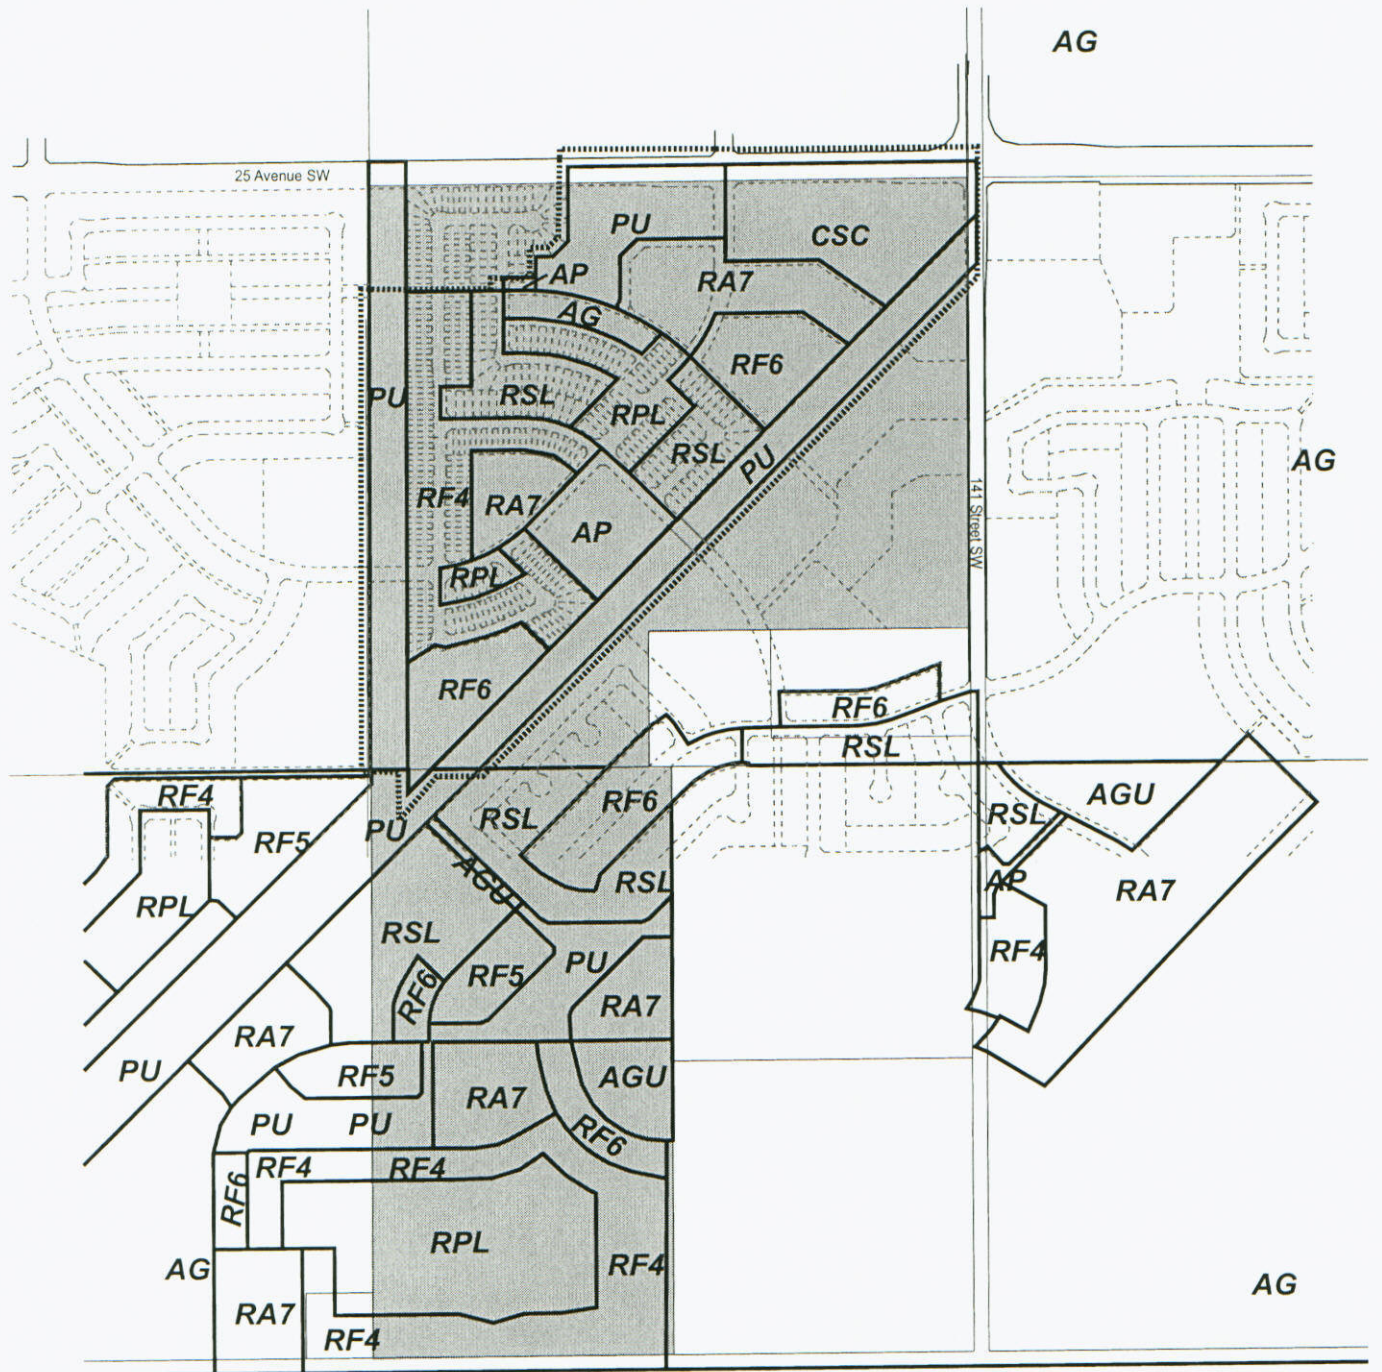 AG
25 Avenue SW
PU
CSC
AP
RA7
AG
RF6
PU
RSL
RPL
RSL
PU
AG
RF4
RA7
141 Street SW
AP
RPL
RF6
RF6
RSL
RF4
RF6
AGU
RSL
RSL
PU
RF5
AGU
RSL
AP
RA7
RPL
RSL
RF4
PU
RF5
RF6
RA7
RA7
PU
RF5
AGU
RA7
PU
PU
RF6
RF4
RF4
RF6
RPL
AG
RF4
AG
RA7
RF4